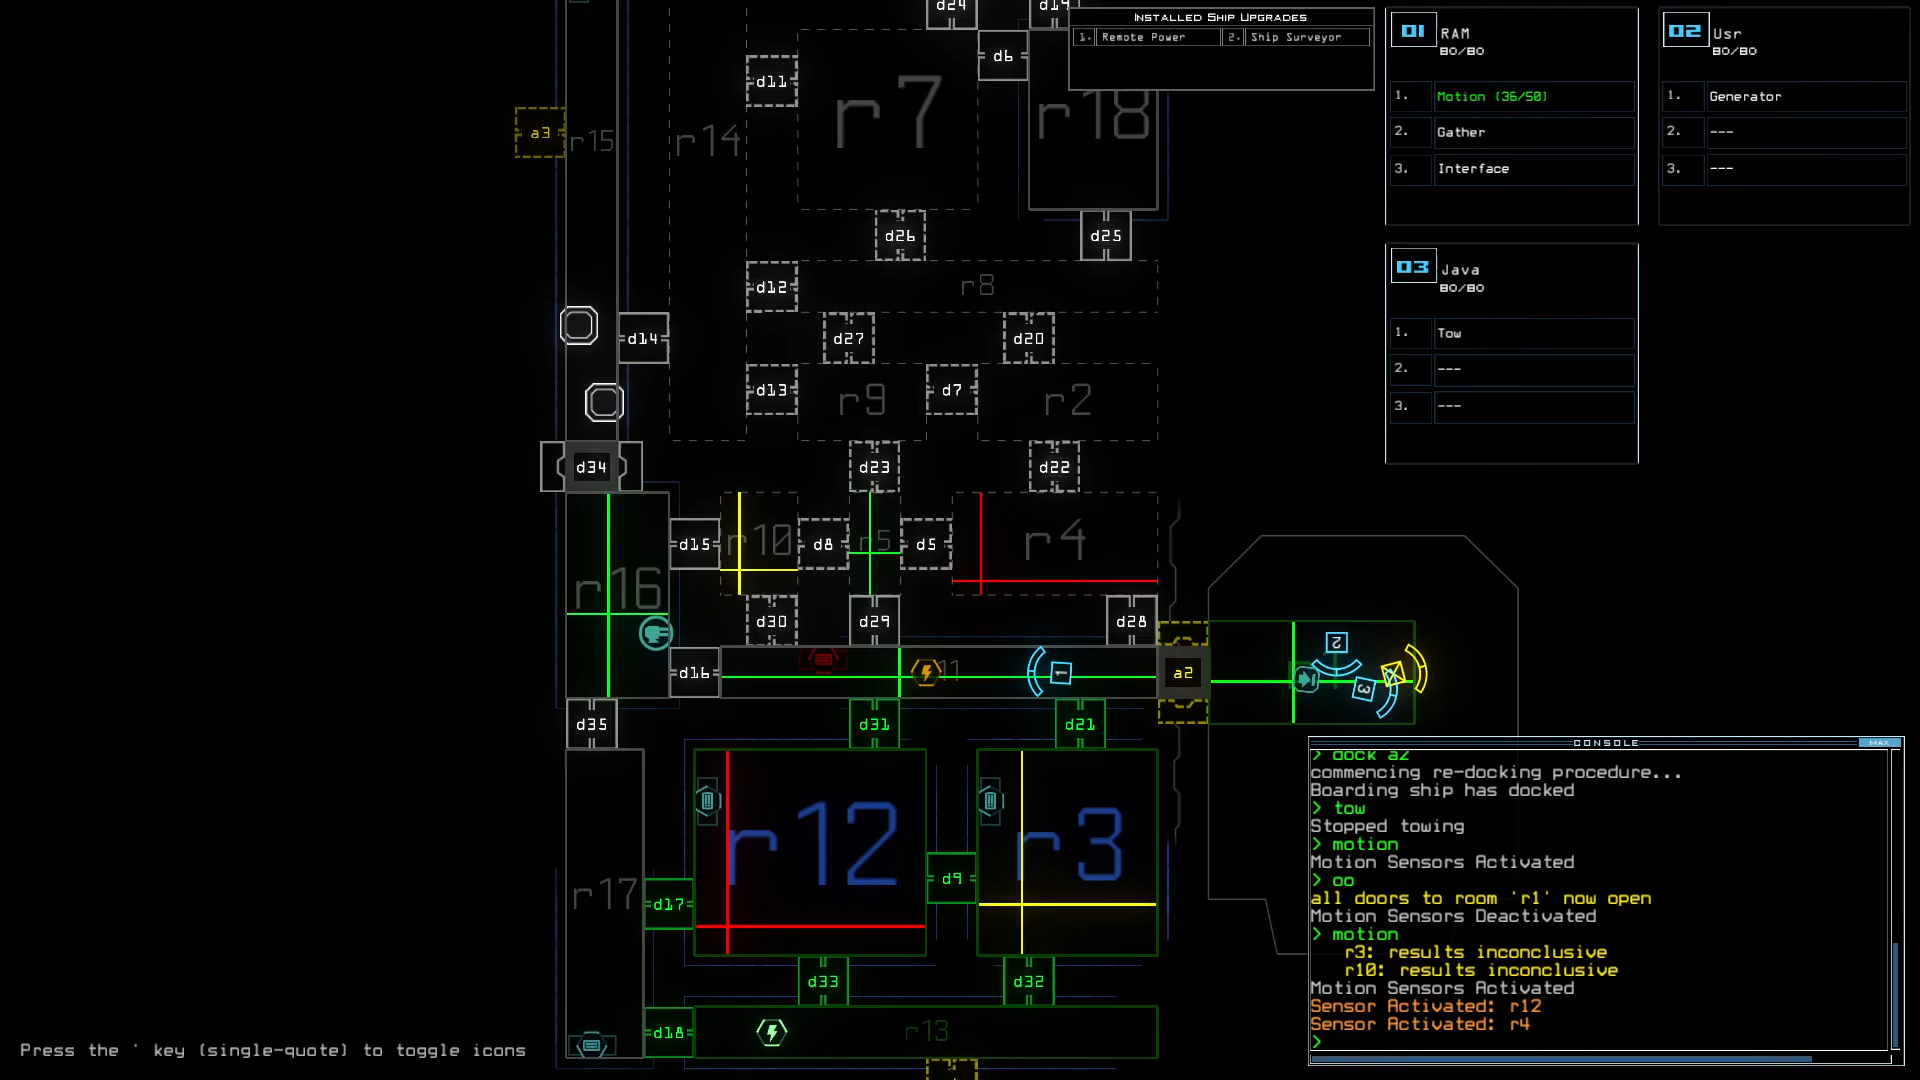 d24
d19
Installed Ship Upgrades
1. Remote Power 2. Ship Surveyor
01 RAM
80/80
1. Motion (36/50)
2. Gather
3. Interface
02 Usr
80/80
1. Generator
2. ---
3. ---
03 Java
80/80
1. Tow
2. ---
3. ---
d6
d11
r7
r18
a3
r15
r14
d26
d25
d12
r8
d14
d27
d20
d13
r9
d7
r2
d34
d23
d22
d15
r10
d8
r5
d5
r4
r16
d30
d29
d28
d16
11
1
a2
2
3
d35
d31
d21
r12
r3
r17
d17
d9
d33
d32
d18
r13
CONSOLE
MAX
> dock a2
commencing re-docking procedure...
Boarding ship has docked
> tow
Stopped towing
> motion
Motion Sensors Activated
> oo
all doors to room 'r1' now open
Motion Sensors Deactivated
> motion
r3: results inconclusive
r10: results inconclusive
Motion Sensors Activated
Sensor Activated: r12
Sensor Activated: r4
>
Press the ' key (single-quote) to toggle icons